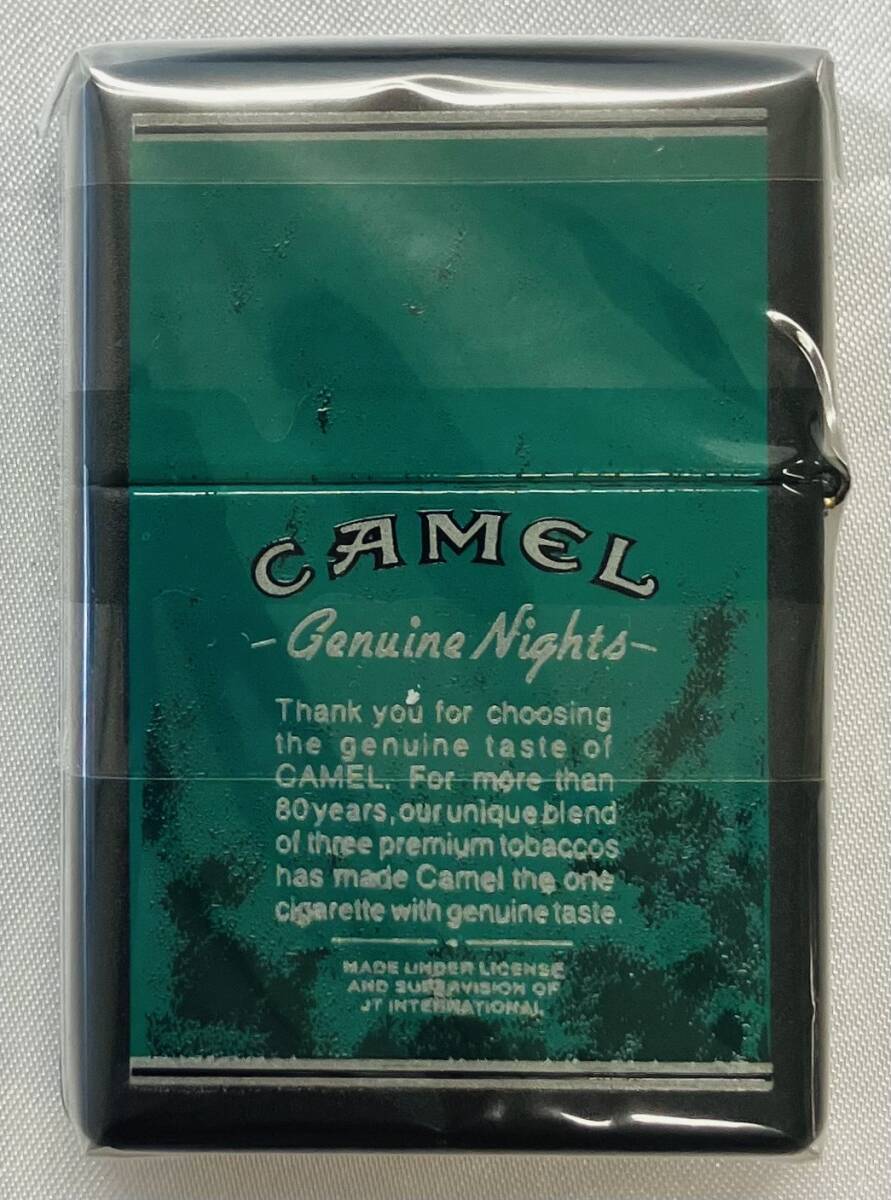 CAMEL
- Genuine Nights -
Thank you for choosing
the genuine taste of
CAMEL. For more than
80 years, our unique blend
of three premium tobaccos
has made Camel the one
cigarette with genuine taste.
MADE UNDER LICENSE
AND SUPERVISION OF
JT INTERNATIONAL